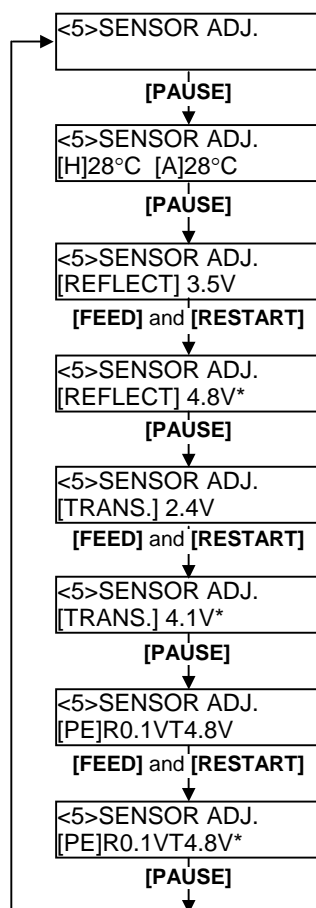 <5>SENSOR ADJ.
[PAUSE]
<5>SENSOR ADJ.
[H]28°C [A]28°C
[PAUSE]
<5>SENSOR ADJ.
[REFLECT] 3.5V
[FEED] and [RESTART]
<5>SENSOR ADJ.
[REFLECT] 4.8V*
[PAUSE]
<5>SENSOR ADJ.
[TRANS.] 2.4V
[FEED] and [RESTART]
<5>SENSOR ADJ.
[TRANS.] 4.1V*
[PAUSE]
<5>SENSOR ADJ.
[PE]R0.1VT4.8V
[FEED] and [RESTART]
<5>SENSOR ADJ.
[PE]R0.1VT4.8V*
[PAUSE]